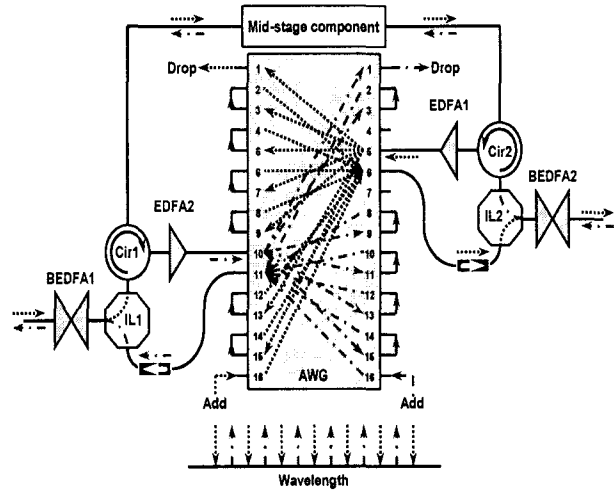 Mid-stage component
Drop
Drop
1
2
3
4
5
6
7
8
9
10
11
12
13
14
15
16
1
2
3
4
5
6
7
8
9
10
11
12
13
14
15
16
EDFA1
Cir2
BEDFA2
IL2
EDFA2
Cir1
BEDFA1
IL1
AWG
Add
Add
Wavelength